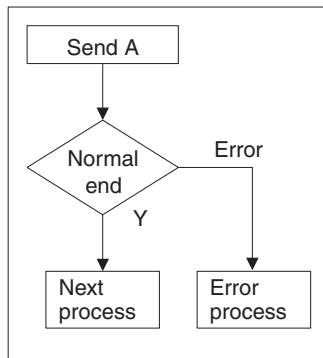 Send A
Normal
end
Error
Y
Next
process
Error
process